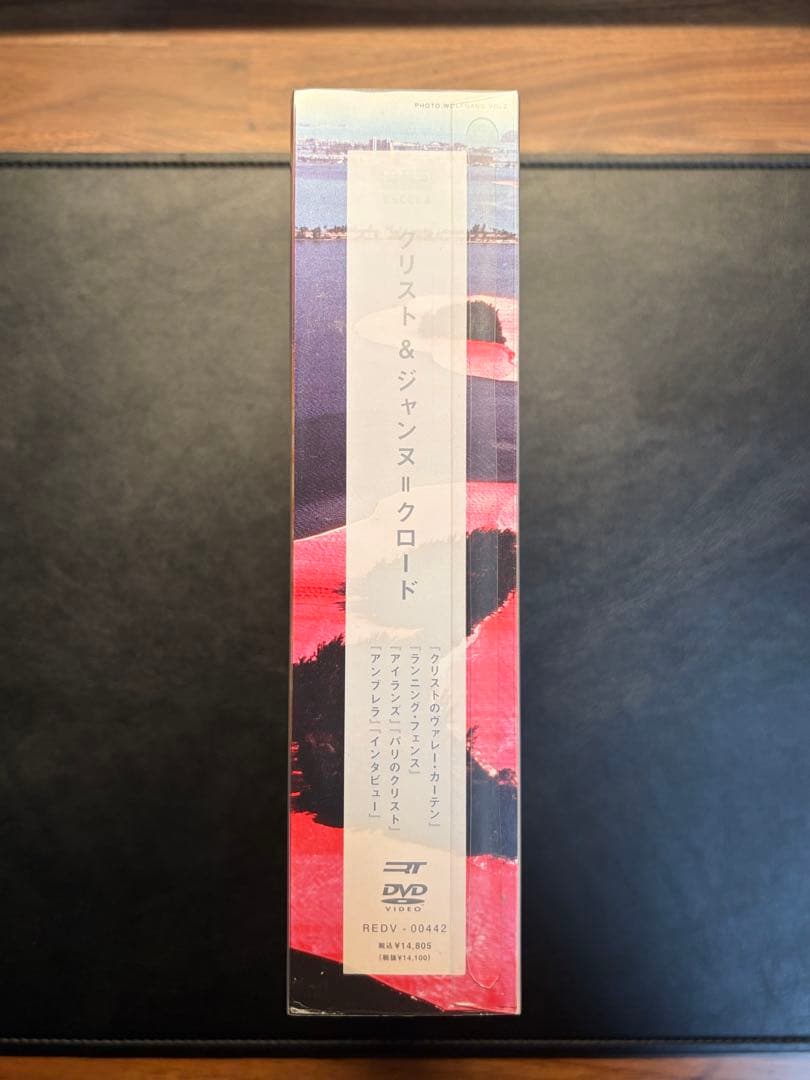 PHOTO:WOLFGANG VOLZ
クリスト&ジャンヌ=クロード
『クリストのヴァレー・カーテン』
『ランニング・フェンス』
『アイランズ』『パリのクリスト』
『アンブレラ』『インタビュー』
RT
DVD
VIDEO
REDV - 00442
税込¥14,805
(税抜¥14,100)